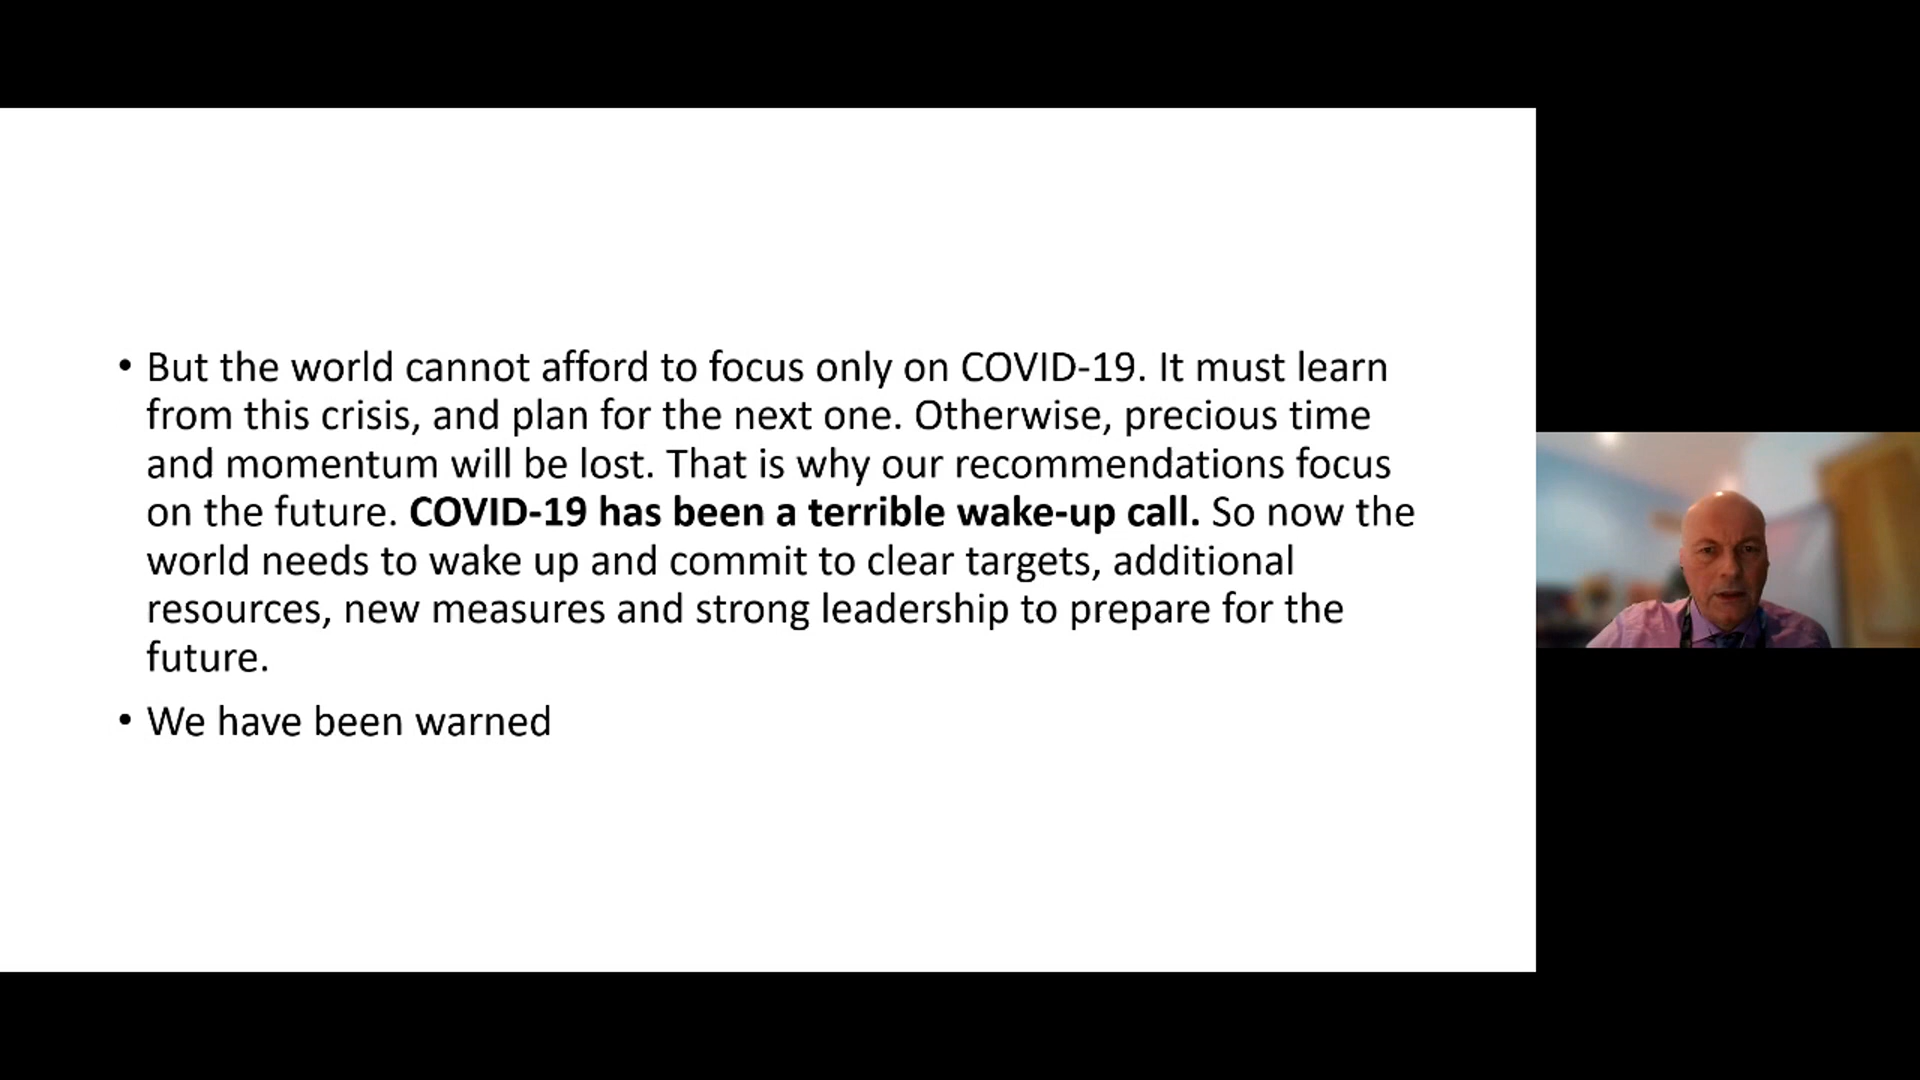 • But the world cannot afford to focus only on COVID-19. It must learn
from this crisis, and plan for the next one. Otherwise, precious time
and momentum will be lost. That is why our recommendations focus
on the future. COVID-19 has been a terrible wake-up call. So now the
world needs to wake up and commit to clear targets, additional
resources, new measures and strong leadership to prepare for the
future.
• We have been warned